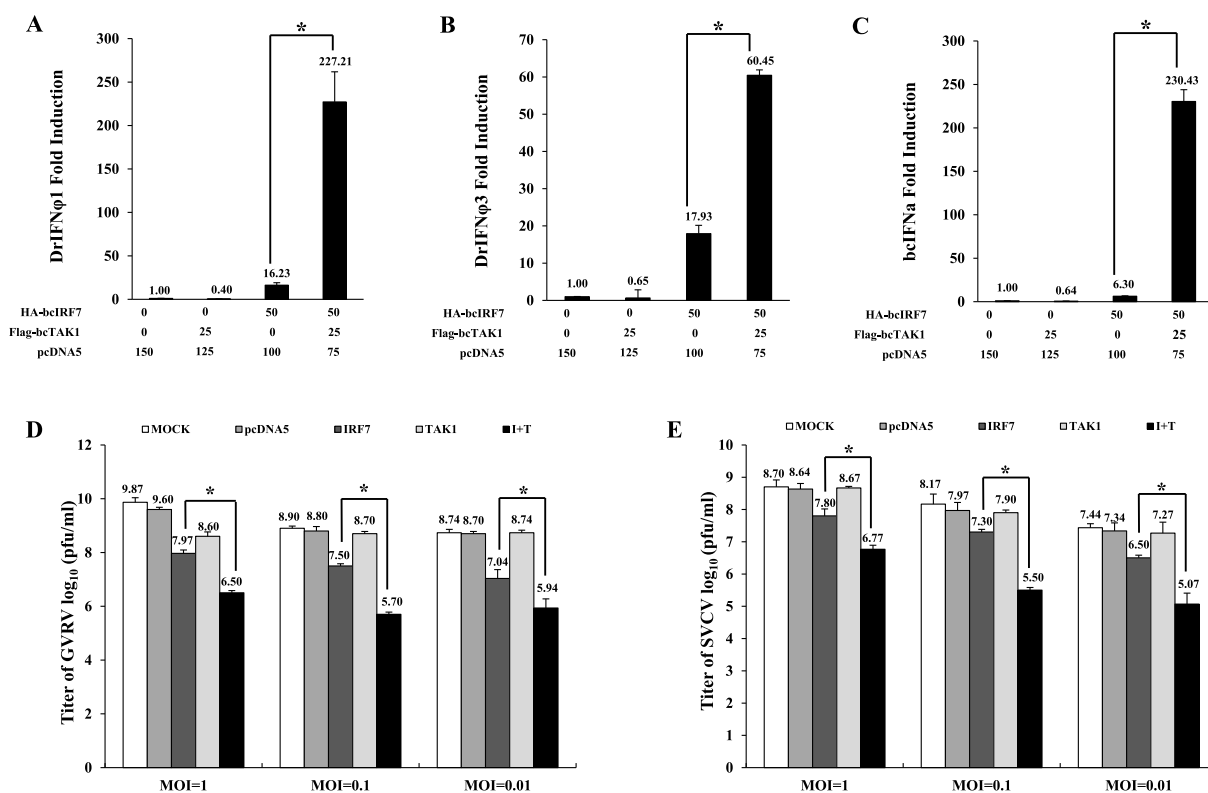 A
*
300
250
200
150
100
50
0
DrIFNφ1 Fold Induction
1.00
0.40
16.23
227.21
HA-bcIRF7 0 0 50 50
Flag-bcTAK1 0 25 0 25
pcDNA5 150 125 100 75
B
*
70
60
50
40
30
20
10
0
DrIFNφ3 Fold Induction
1.00
0.65
17.93
60.45
HA-bcIRF7 0 0 50 50
Flag-bcTAK1 0 25 0 25
pcDNA5 150 125 100 75
C
*
300
250
200
150
100
50
0
bcIFNa Fold Induction
1.00
0.64
6.30
230.43
HA-bcIRF7 0 0 50 50
Flag-bcTAK1 0 25 0 25
pcDNA5 150 125 100 75
D
MOCK pcDNA5 IRF7 TAK1 I+T
12
10
8
6
4
2
0
Titer of GVRV log10 (pfu/ml)
9.87 9.60 7.97 8.60 6.50
*
8.90 8.80 7.50 8.70 5.70
*
8.74 8.70 7.04 8.74 5.94
*
MOI=1 MOI=0.1 MOI=0.01
E
MOCK pcDNA5 IRF7 TAK1 I+T
10
9
8
7
6
5
4
3
2
1
0
Titer of SVCV log10 (pfu/ml)
8.70 8.64 7.80 8.67 6.77
*
8.17 7.97 7.30 7.90 5.50
*
7.44 7.34 6.50 7.27 5.07
*
MOI=1 MOI=0.1 MOI=0.01